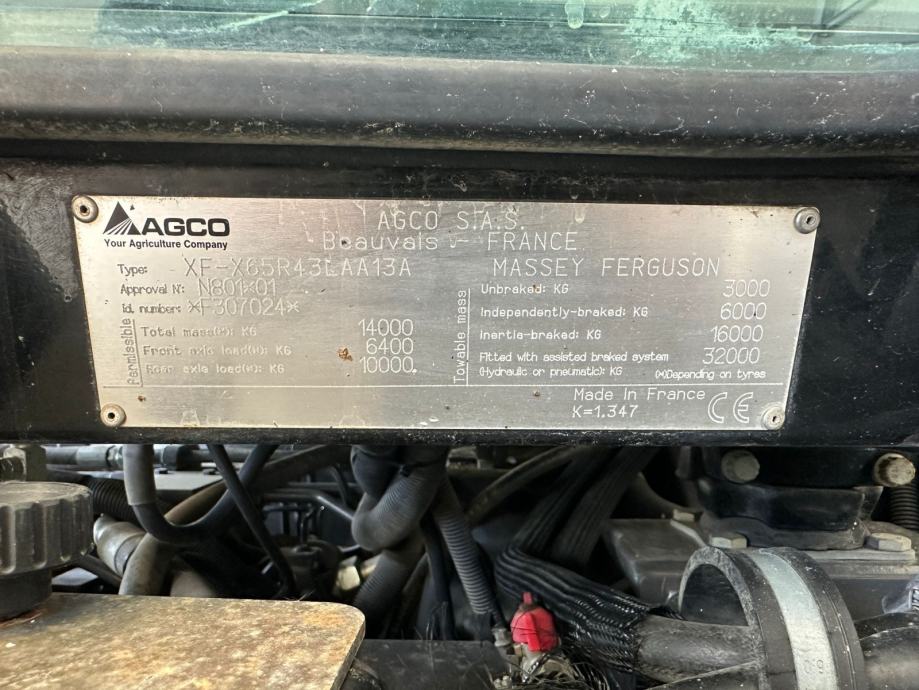 AGCO
Your Agriculture Company
AGCO S.A.S.
Beauvais - FRANCE
Type: XF-X65R43LAA13A
MASSEY FERGUSON
Approval N°: N801*01
Id. number: *F307024*
Permissible
Total mass(*): KG 14000
Front axle load(*): KG 6400
Rear axle load(*): KG 10000
Towable mass
Unbraked: KG 3000
Independently-braked: KG 6000
Inertia-braked: KG 16000
Fitted with assisted braked system 32000
(Hydraulic or pneumatic): KG (*)Depending on tyres
Made In France
K=1.347
CE